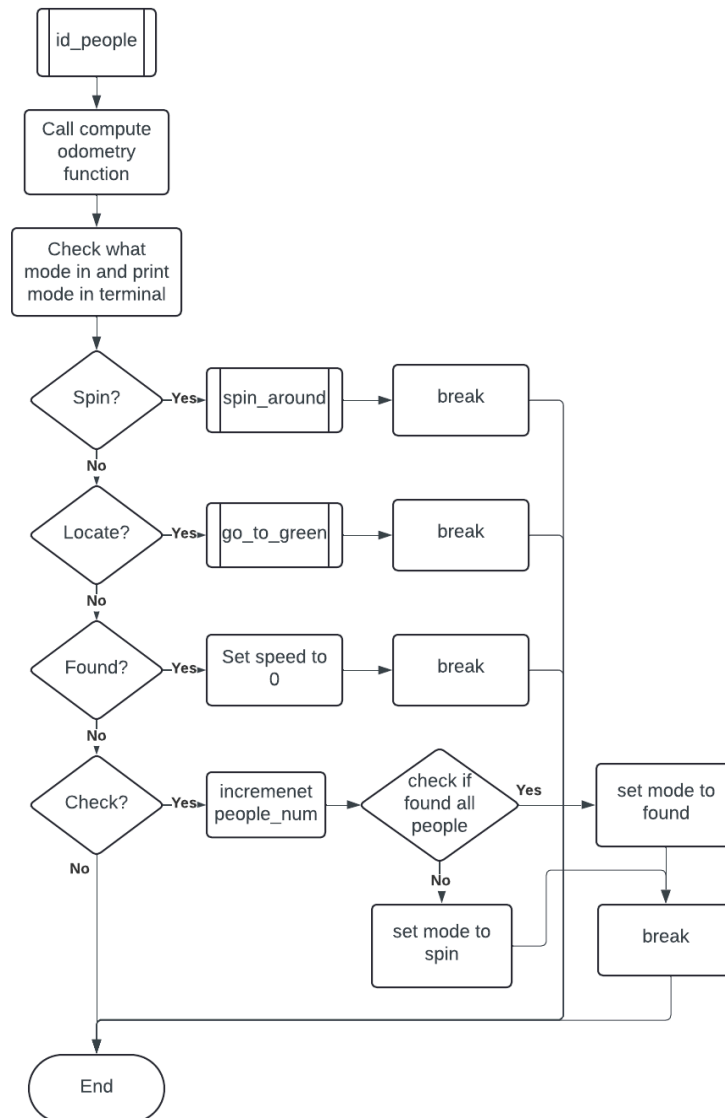 id_people
Call compute
odometry
function
Check what
mode in and print
mode in terminal
Spin?
Yes
spin_around
break
No
Locate?
Yes
go_to_green
break
No
Found?
Yes
Set speed to
0
break
No
Check?
Yes
incremenet
people_num
check if
found all
people
Yes
set mode to
found
No
No
set mode to
spin
break
End